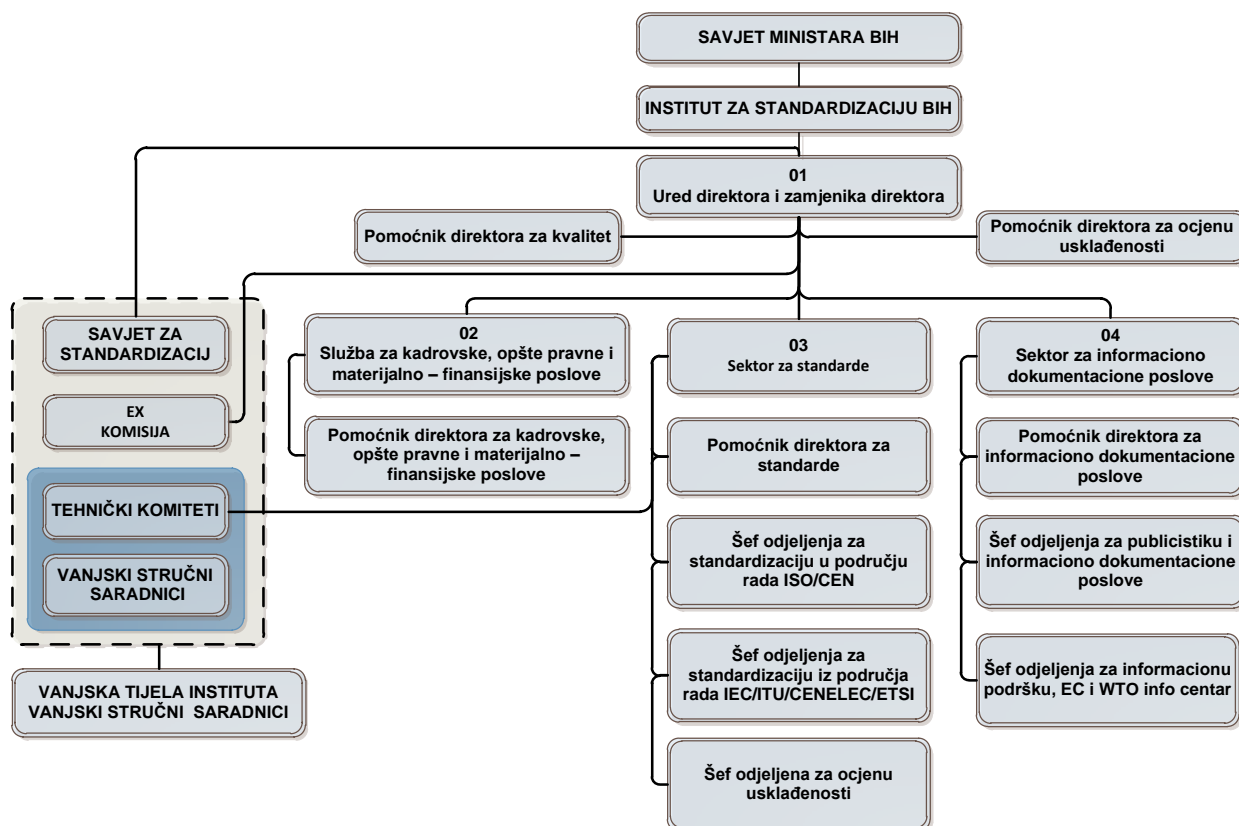 SAVJET MINISTARA BIH
INSTITUT ZA STANDARDIZACIJU BIH
01
Ured direktora i zamjenika direktora
Pomoćnik direktora za kvalitet
Pomoćnik direktora za ocjenu
usklađenosti
SAVJET ZA
STANDARDIZACIJ
EX
KOMISIJA
TEHNIČKI KOMITETI
VANJSKI STRUČNI
SARADNICI
VANJSKA TIJELA INSTITUTA
VANJSKI STRUČNI SARADNICI
02
Služba za kadrovske, opšte pravne i
materijalno – finansijske poslove
Pomoćnik direktora za kadrovske,
opšte pravne i materijalno –
finansijske poslove
03
Sektor za standarde
Pomoćnik direktora za
standarde
Šef odjeljenja za
standardizaciju u području
rada ISO/CEN
Šef odjeljenja za
standardizaciju iz područja
rada IEC/ITU/CENELEC/ETSI
Šef odjeljena za ocjenu
usklađenosti
04
Sektor za informaciono
dokumentacione poslove
Pomoćnik direktora za
informaciono dokumentacione
poslove
Šef odjeljenja za publicistiku i
informaciono dokumentacione
poslove
Šef odjeljenja za informacionu
podršku, EC i WTO info centar